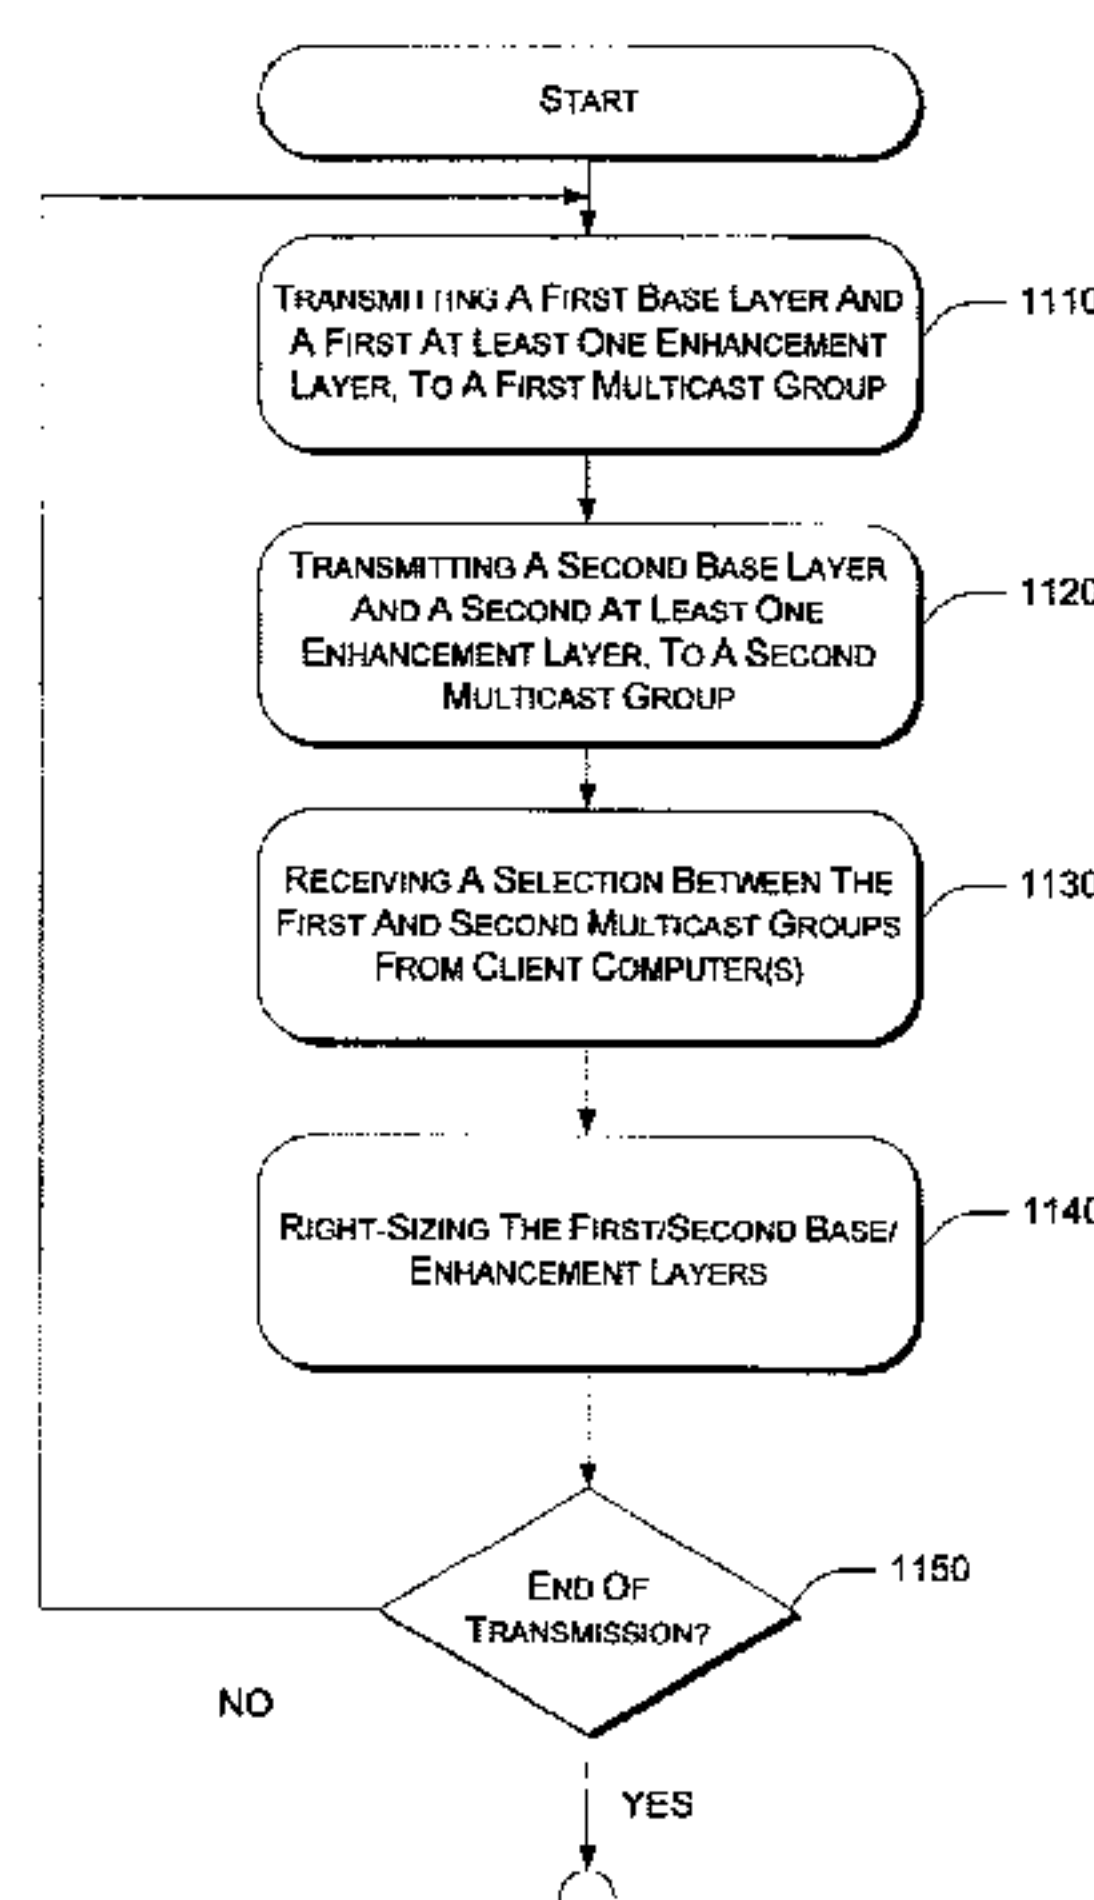 START
TRANSMITTING A FIRST BASE LAYER AND
A FIRST AT LEAST ONE ENHANCEMENT
LAYER, TO A FIRST MULTICAST GROUP
1110
TRANSMITTING A SECOND BASE LAYER
AND A SECOND AT LEAST ONE
ENHANCEMENT LAYER, TO A SECOND
MULTICAST GROUP
1120
RECEIVING A SELECTION BETWEEN THE
FIRST AND SECOND MULTICAST GROUPS
FROM CLIENT COMPUTER(S)
1130
RIGHT-SIZING THE FIRST/SECOND BASE/
ENHANCEMENT LAYERS
1140
END OF
TRANSMISSION?
1150
NO
YES